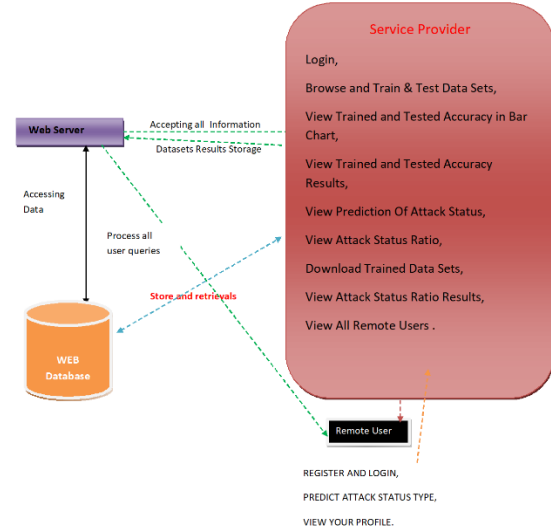 Service Provider
Login,
Browse and Train & Test Data Sets,
View Trained and Tested Accuracy in Bar
Chart,
View Trained and Tested Accuracy
Results,
View Prediction Of Attack Status,
View Attack Status Ratio,
Download Trained Data Sets,
View Attack Status Ratio Results,
View All Remote Users .
Web Server
Accepting all Information
Datasets Results Storage
Accessing
Data
Process all
user queries
Store and retrievals
WEB
Database
Remote User
REGISTER AND LOGIN,
PREDICT ATTACK STATUS TYPE,
VIEW YOUR PROFILE.